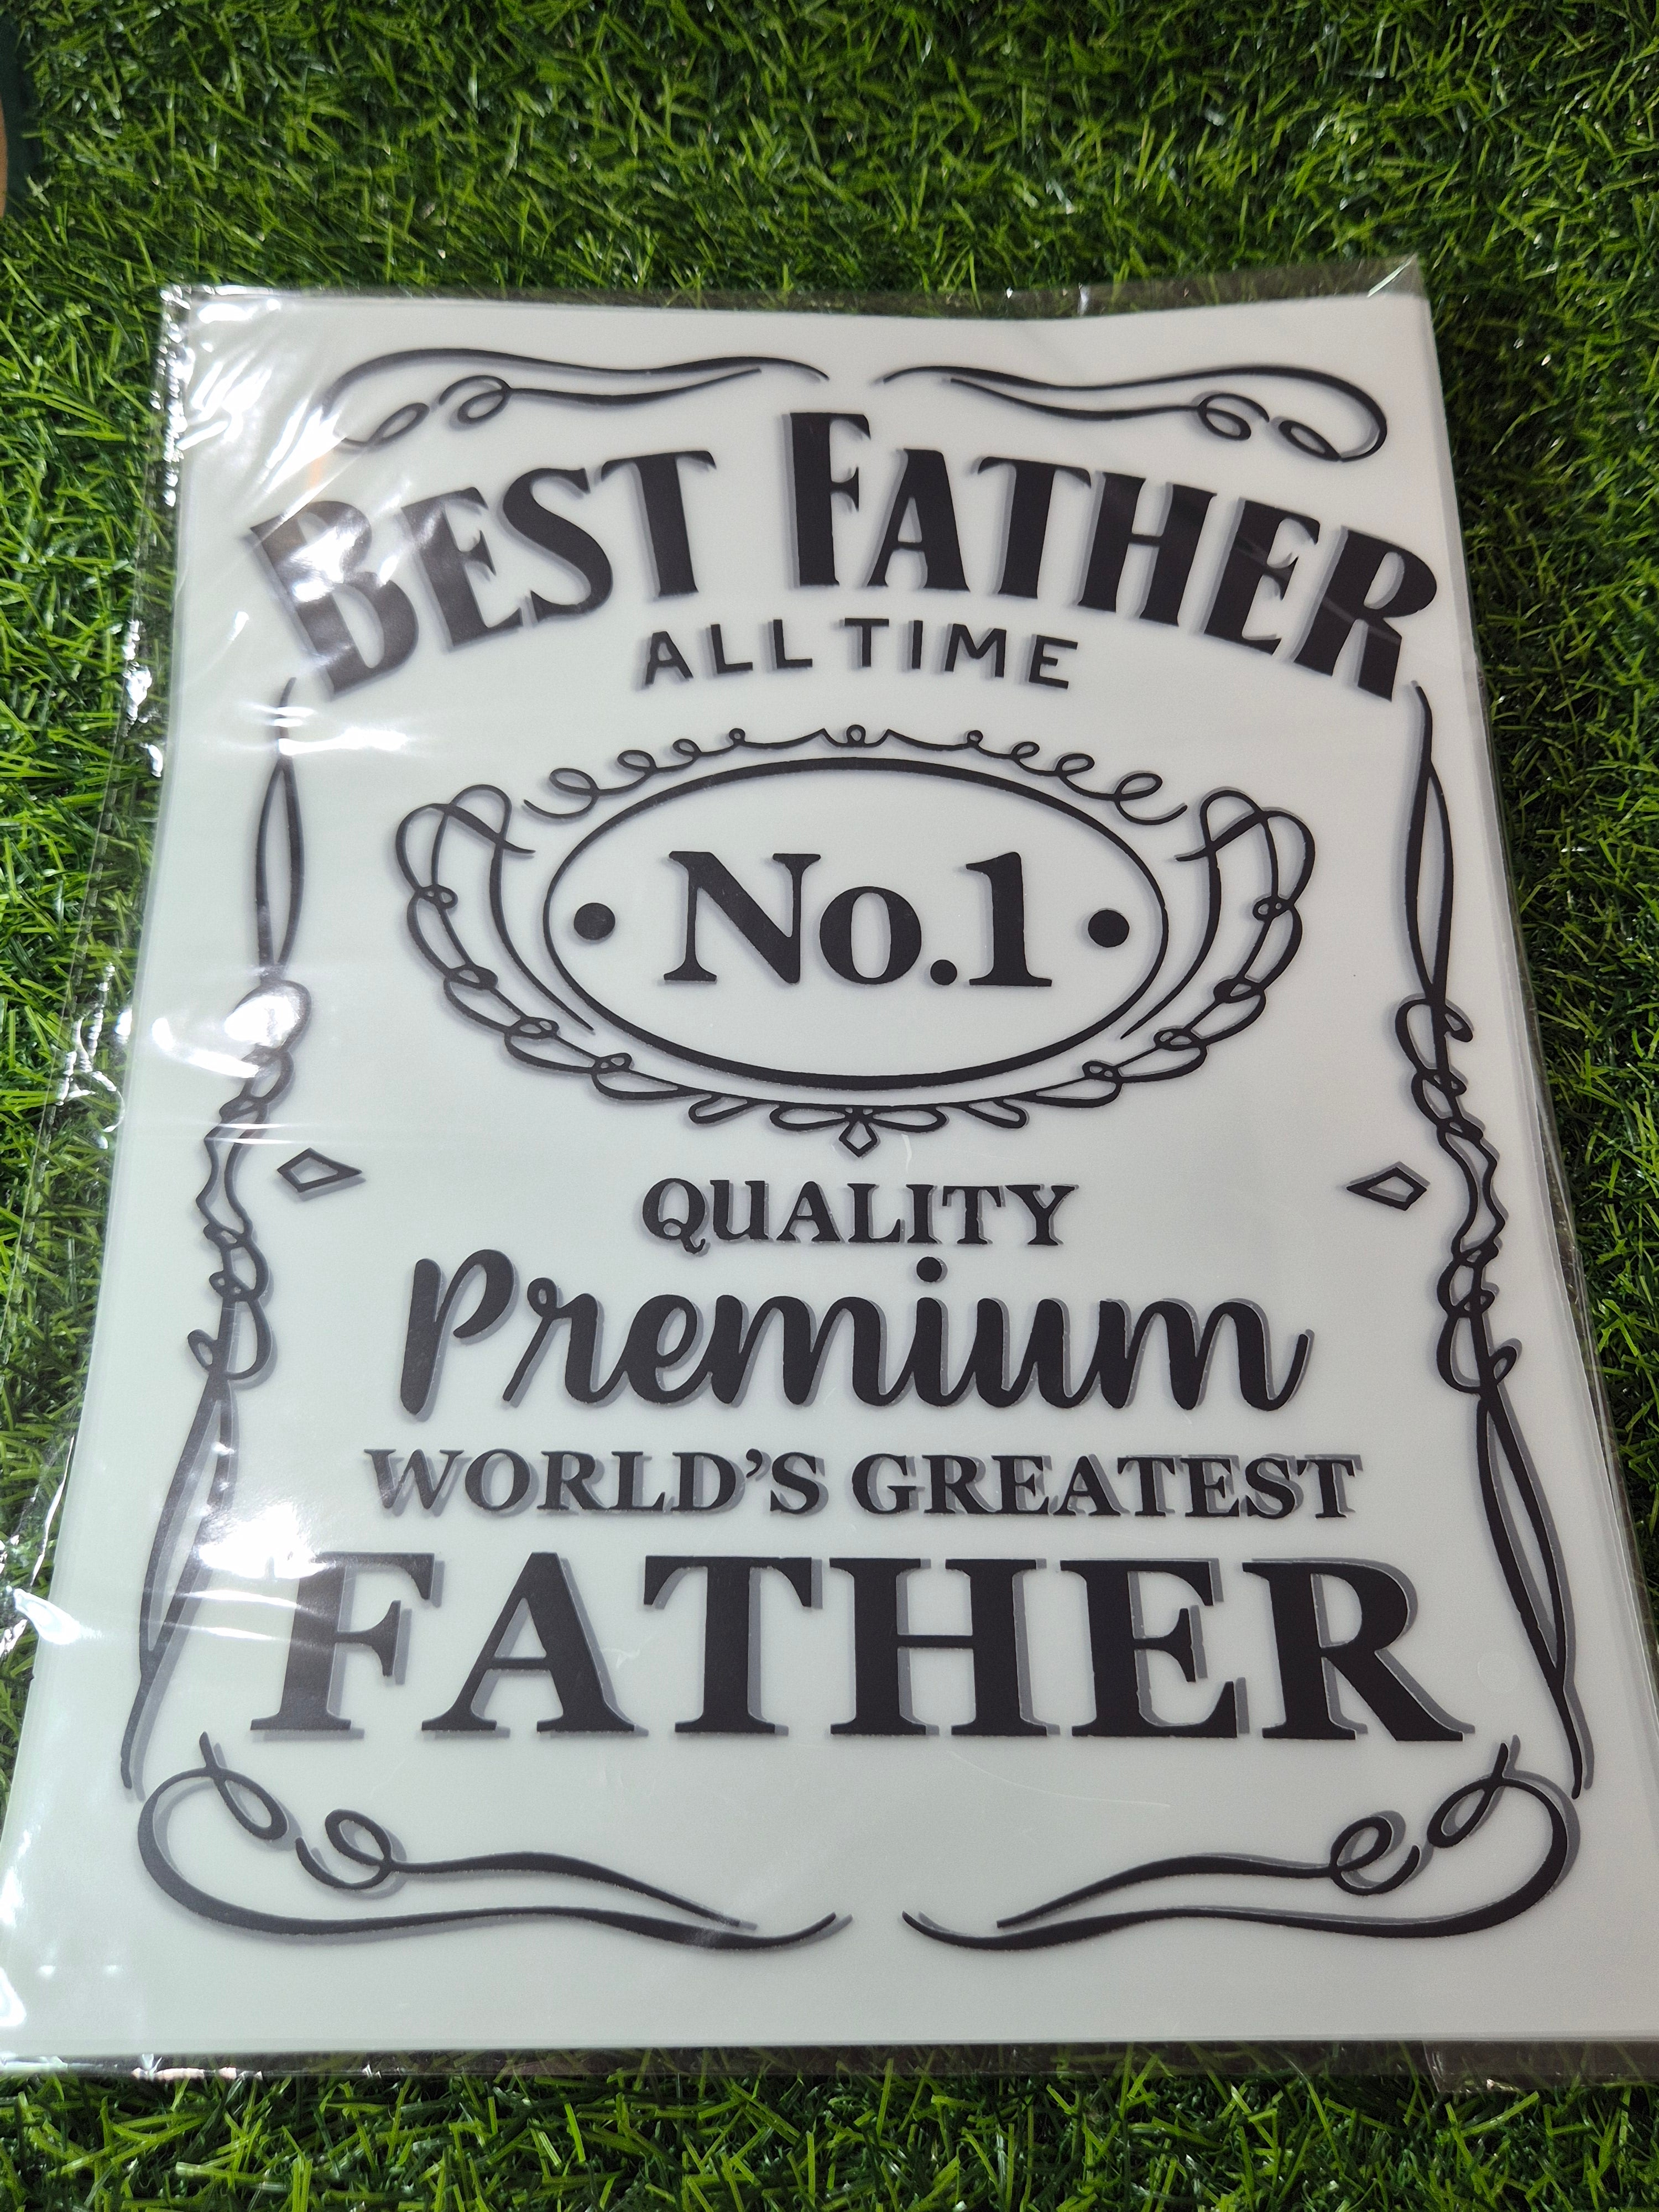 BEST FATHER
ALL TIME
No.1
QUALITY
Premium
WORLD'S GREATEST
FATHER